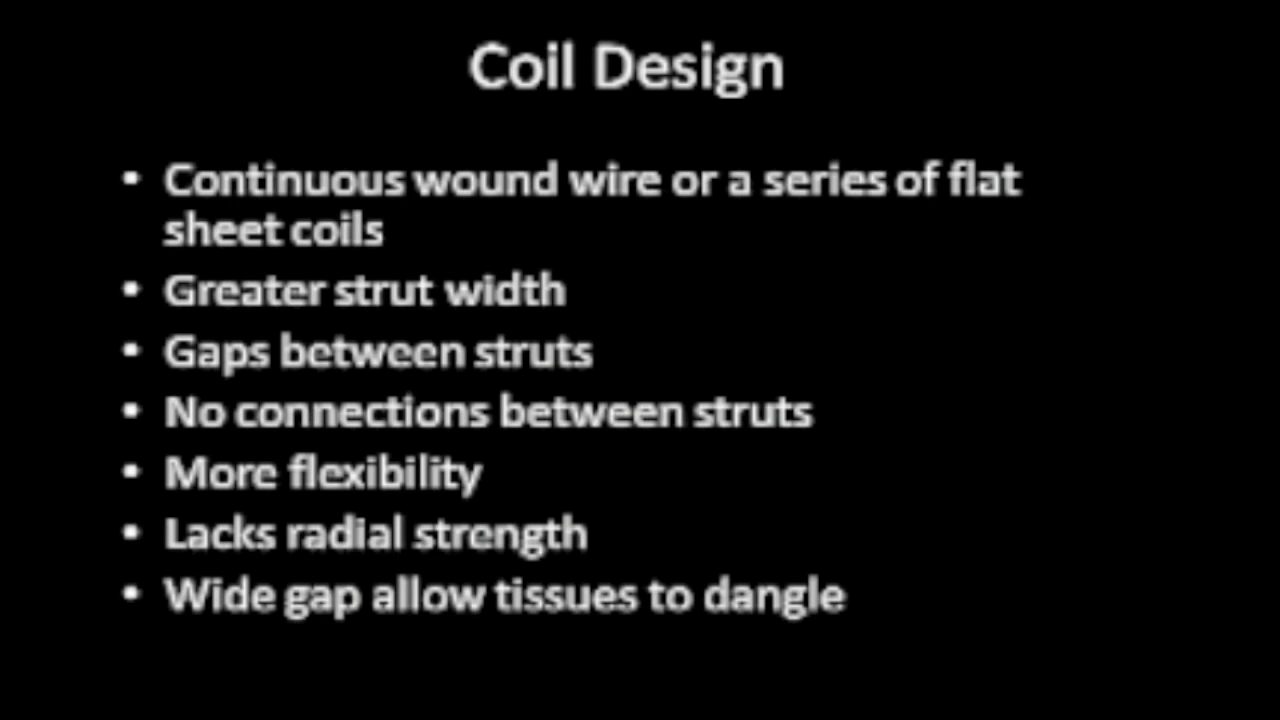 Coil Design
• Continuous wound wire or a series of flat
sheet coils
• Greater strut width
• Gaps between struts
• No connections between struts
• More flexibility
• Lacks radial strength
• Wide gap allow tissues to dangle